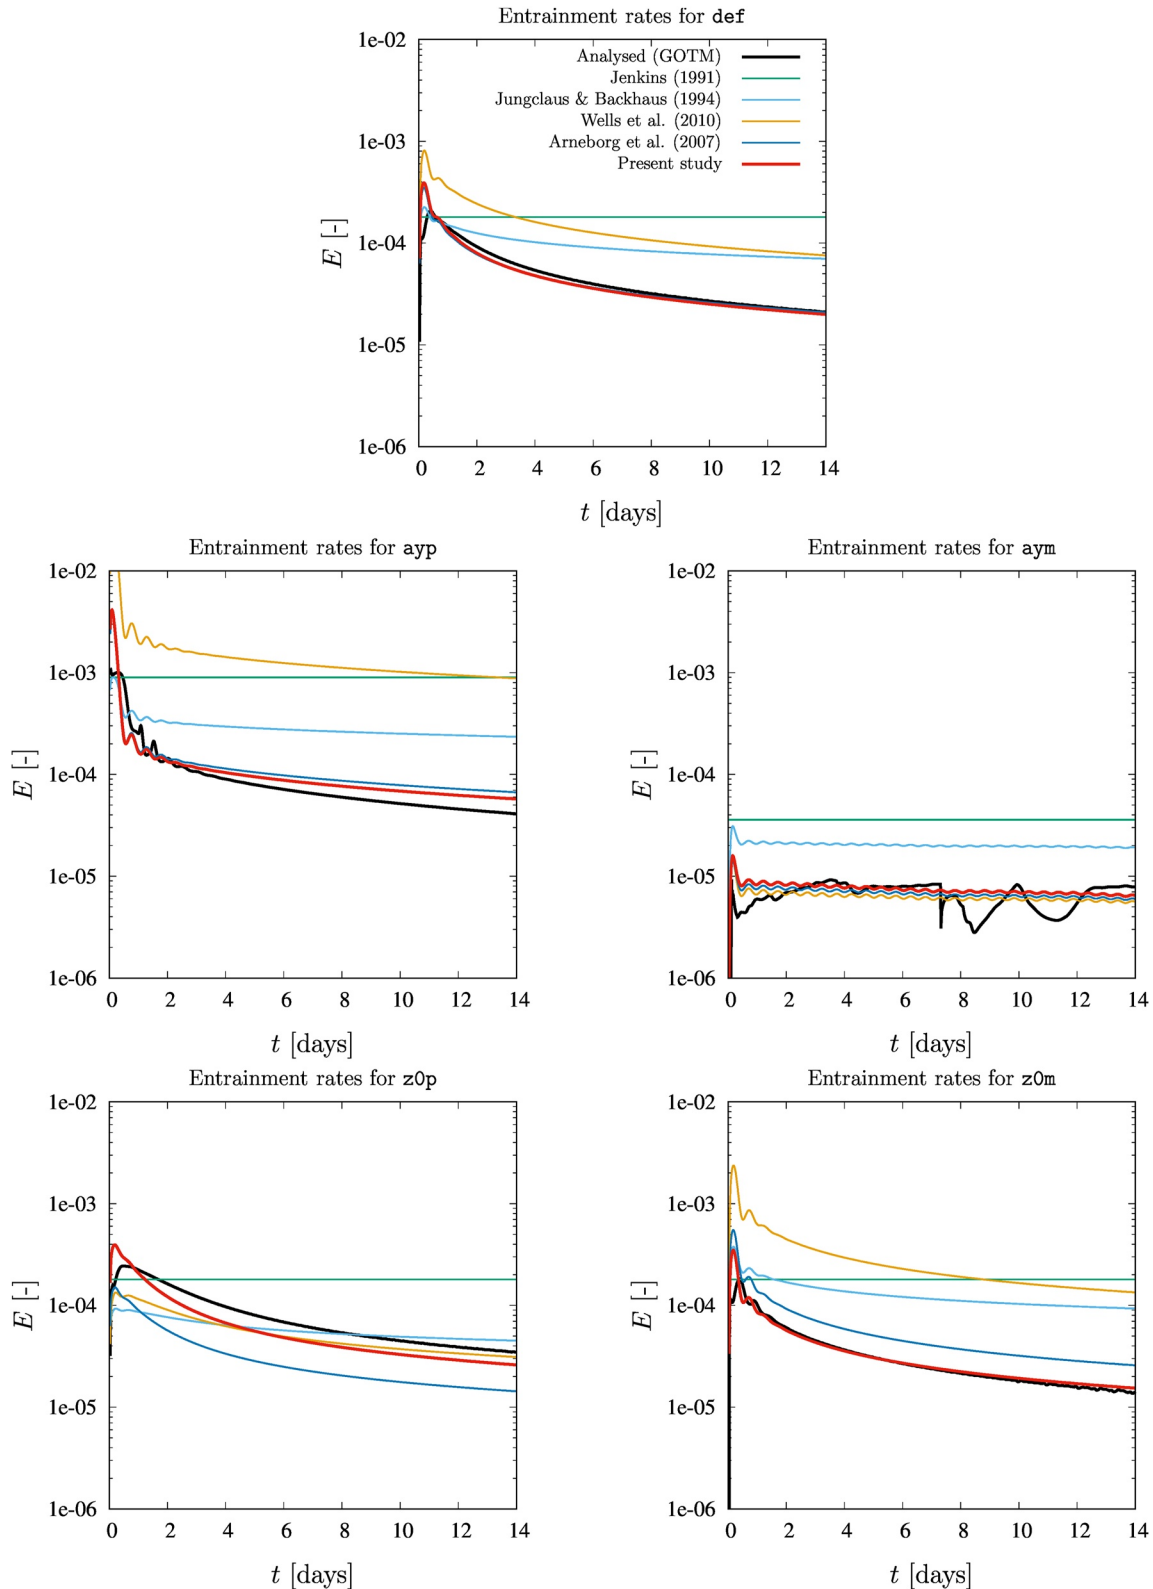 Entrainment rates for def
1e-02
Analysed (GOTM)
Jenkins (1991)
Jungclaus & Backhaus (1994)
Wells et al. (2010)
Arneborg et al. (2007)
Present study
1e-03
E [-]
1e-04
1e-05
1e-06
0 2 4 6 8 10 12 14
t [days]
Entrainment rates for ayp
1e-02
1e-03
E [-]
1e-04
1e-05
1e-06
0 2 4 6 8 10 12 14
t [days]
Entrainment rates for aym
1e-02
1e-03
E [-]
1e-04
1e-05
1e-06
0 2 4 6 8 10 12 14
t [days]
Entrainment rates for z0p
1e-02
1e-03
E [-]
1e-04
1e-05
1e-06
0 2 4 6 8 10 12 14
t [days]
Entrainment rates for z0m
1e-02
1e-03
E [-]
1e-04
1e-05
1e-06
0 2 4 6 8 10 12 14
t [days]